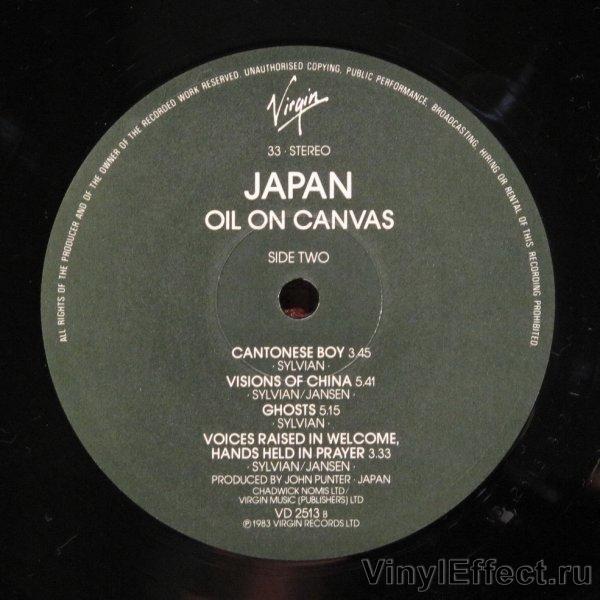 ALL RIGHTS OF THE PRODUCER AND OF THE OWNER OF THE RECORDED WORK RESERVED. UNAUTHORISED COPYING, PUBLIC PERFORMANCE, BROADCASTING, HIRING OR RENTAL OF THIS RECORDING PROHIBITED.
Virgin
33 · STEREO
JAPAN
OIL ON CANVAS
SIDE TWO
CANTONESE BOY 3.45
· SYLVIAN ·
VISIONS OF CHINA 5.41
· SYLVIAN/JANSEN ·
GHOSTS 5.15
· SYLVIAN ·
VOICES RAISED IN WELCOME,
HANDS HELD IN PRAYER 3.33
· SYLVIAN/JANSEN ·
PRODUCED BY JOHN PUNTER · JAPAN
CHADWICK NOMIS LTD/
VIRGIN MUSIC (PUBLISHERS) LTD
VD 2513 B
℗1983 VIRGIN RECORDS LTD
VinylEffect.ru